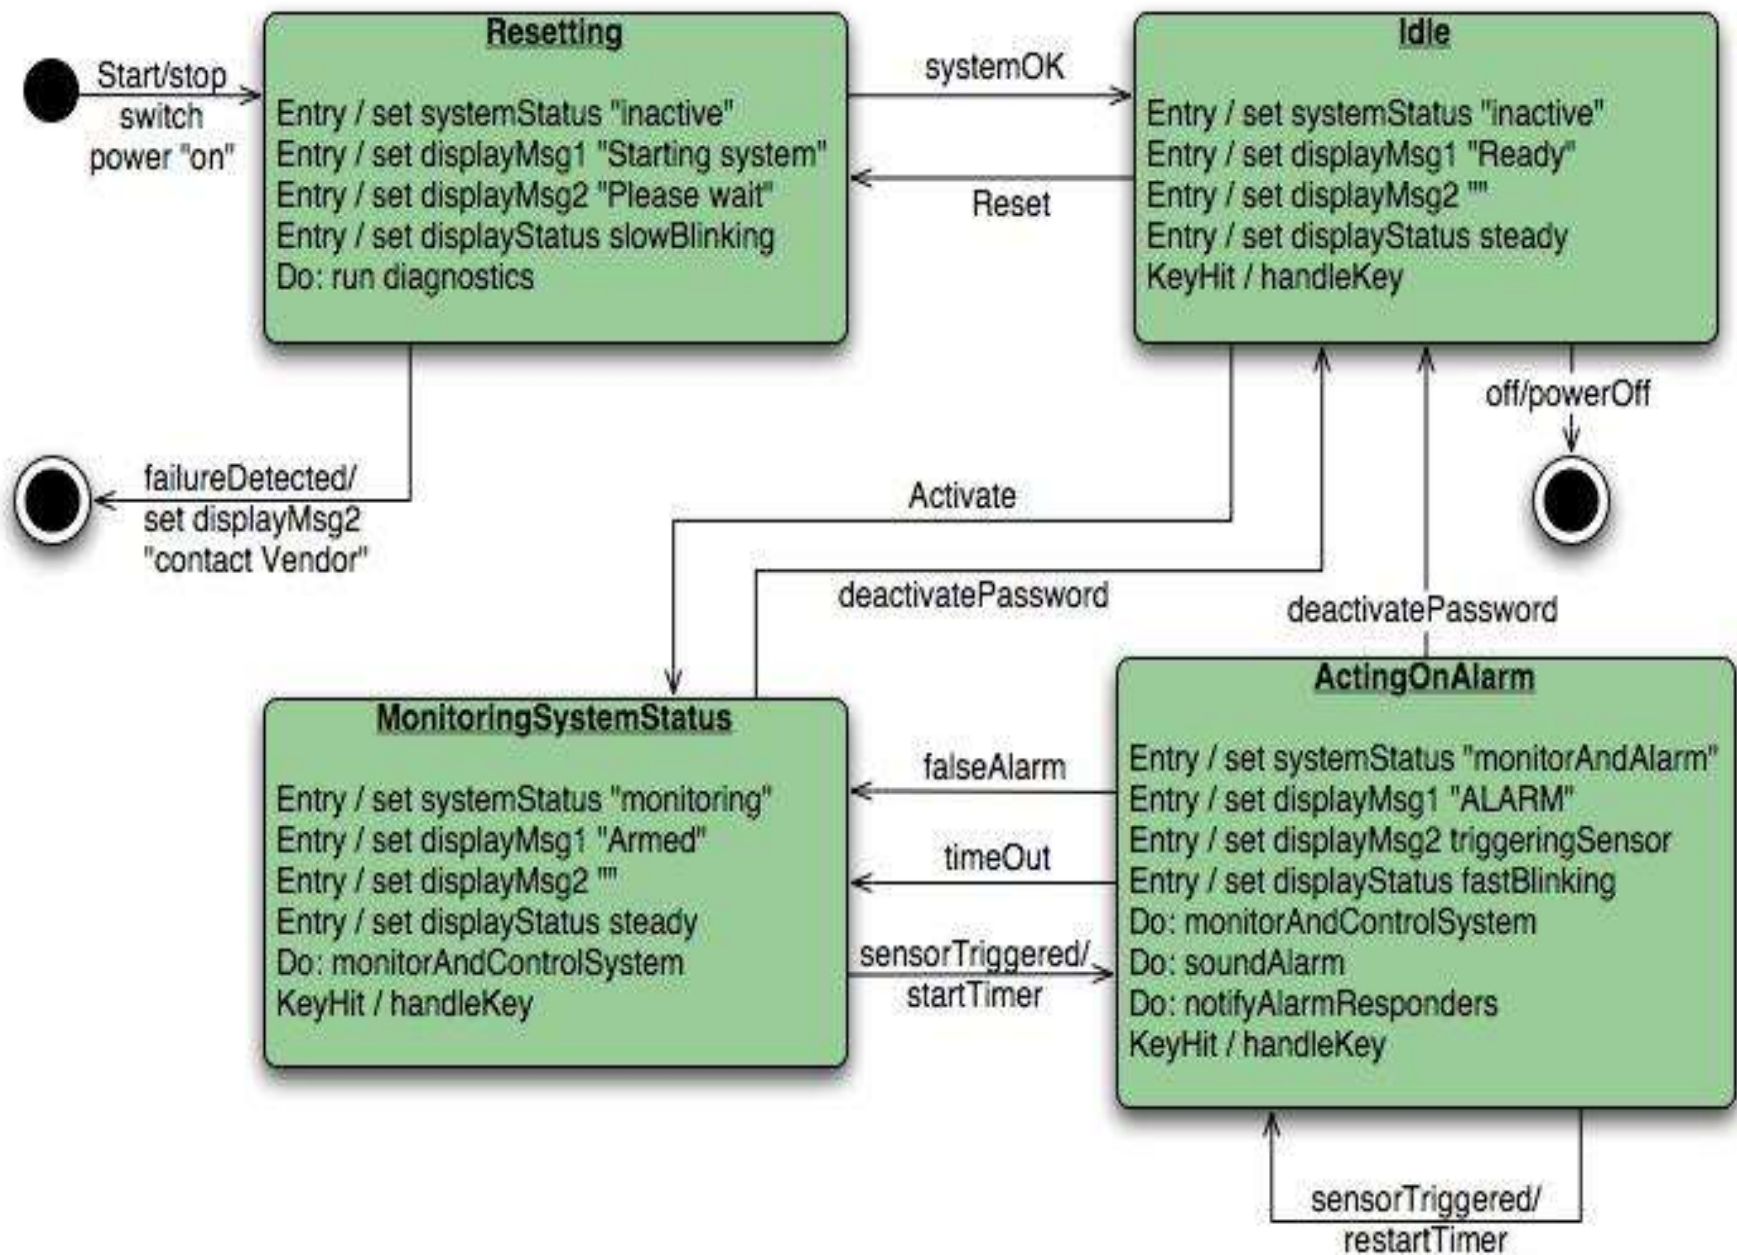 Start/stop
switch
power "on"
Resetting
Entry / set systemStatus "inactive"
Entry / set displayMsg1 "Starting system"
Entry / set displayMsg2 "Please wait"
Entry / set displayStatus slowBlinking
Do: run diagnostics
systemOK
Reset
Idle
Entry / set systemStatus "inactive"
Entry / set displayMsg1 "Ready"
Entry / set displayMsg2 ""
Entry / set displayStatus steady
KeyHit / handleKey
off/powerOff
failureDetected/
set displayMsg2
"contact Vendor"
Activate
deactivatePassword
deactivatePassword
MonitoringSystemStatus
Entry / set systemStatus "monitoring"
Entry / set displayMsg1 "Armed"
Entry / set displayMsg2 ""
Entry / set displayStatus steady
Do: monitorAndControlSystem
KeyHit / handleKey
falseAlarm
timeOut
sensorTriggered/
startTimer
ActingOnAlarm
Entry / set systemStatus "monitorAndAlarm"
Entry / set displayMsg1 "ALARM"
Entry / set displayMsg2 triggeringSensor
Entry / set displayStatus fastBlinking
Do: monitorAndControlSystem
Do: soundAlarm
Do: notifyAlarmResponders
KeyHit / handleKey
sensorTriggered/
restartTimer